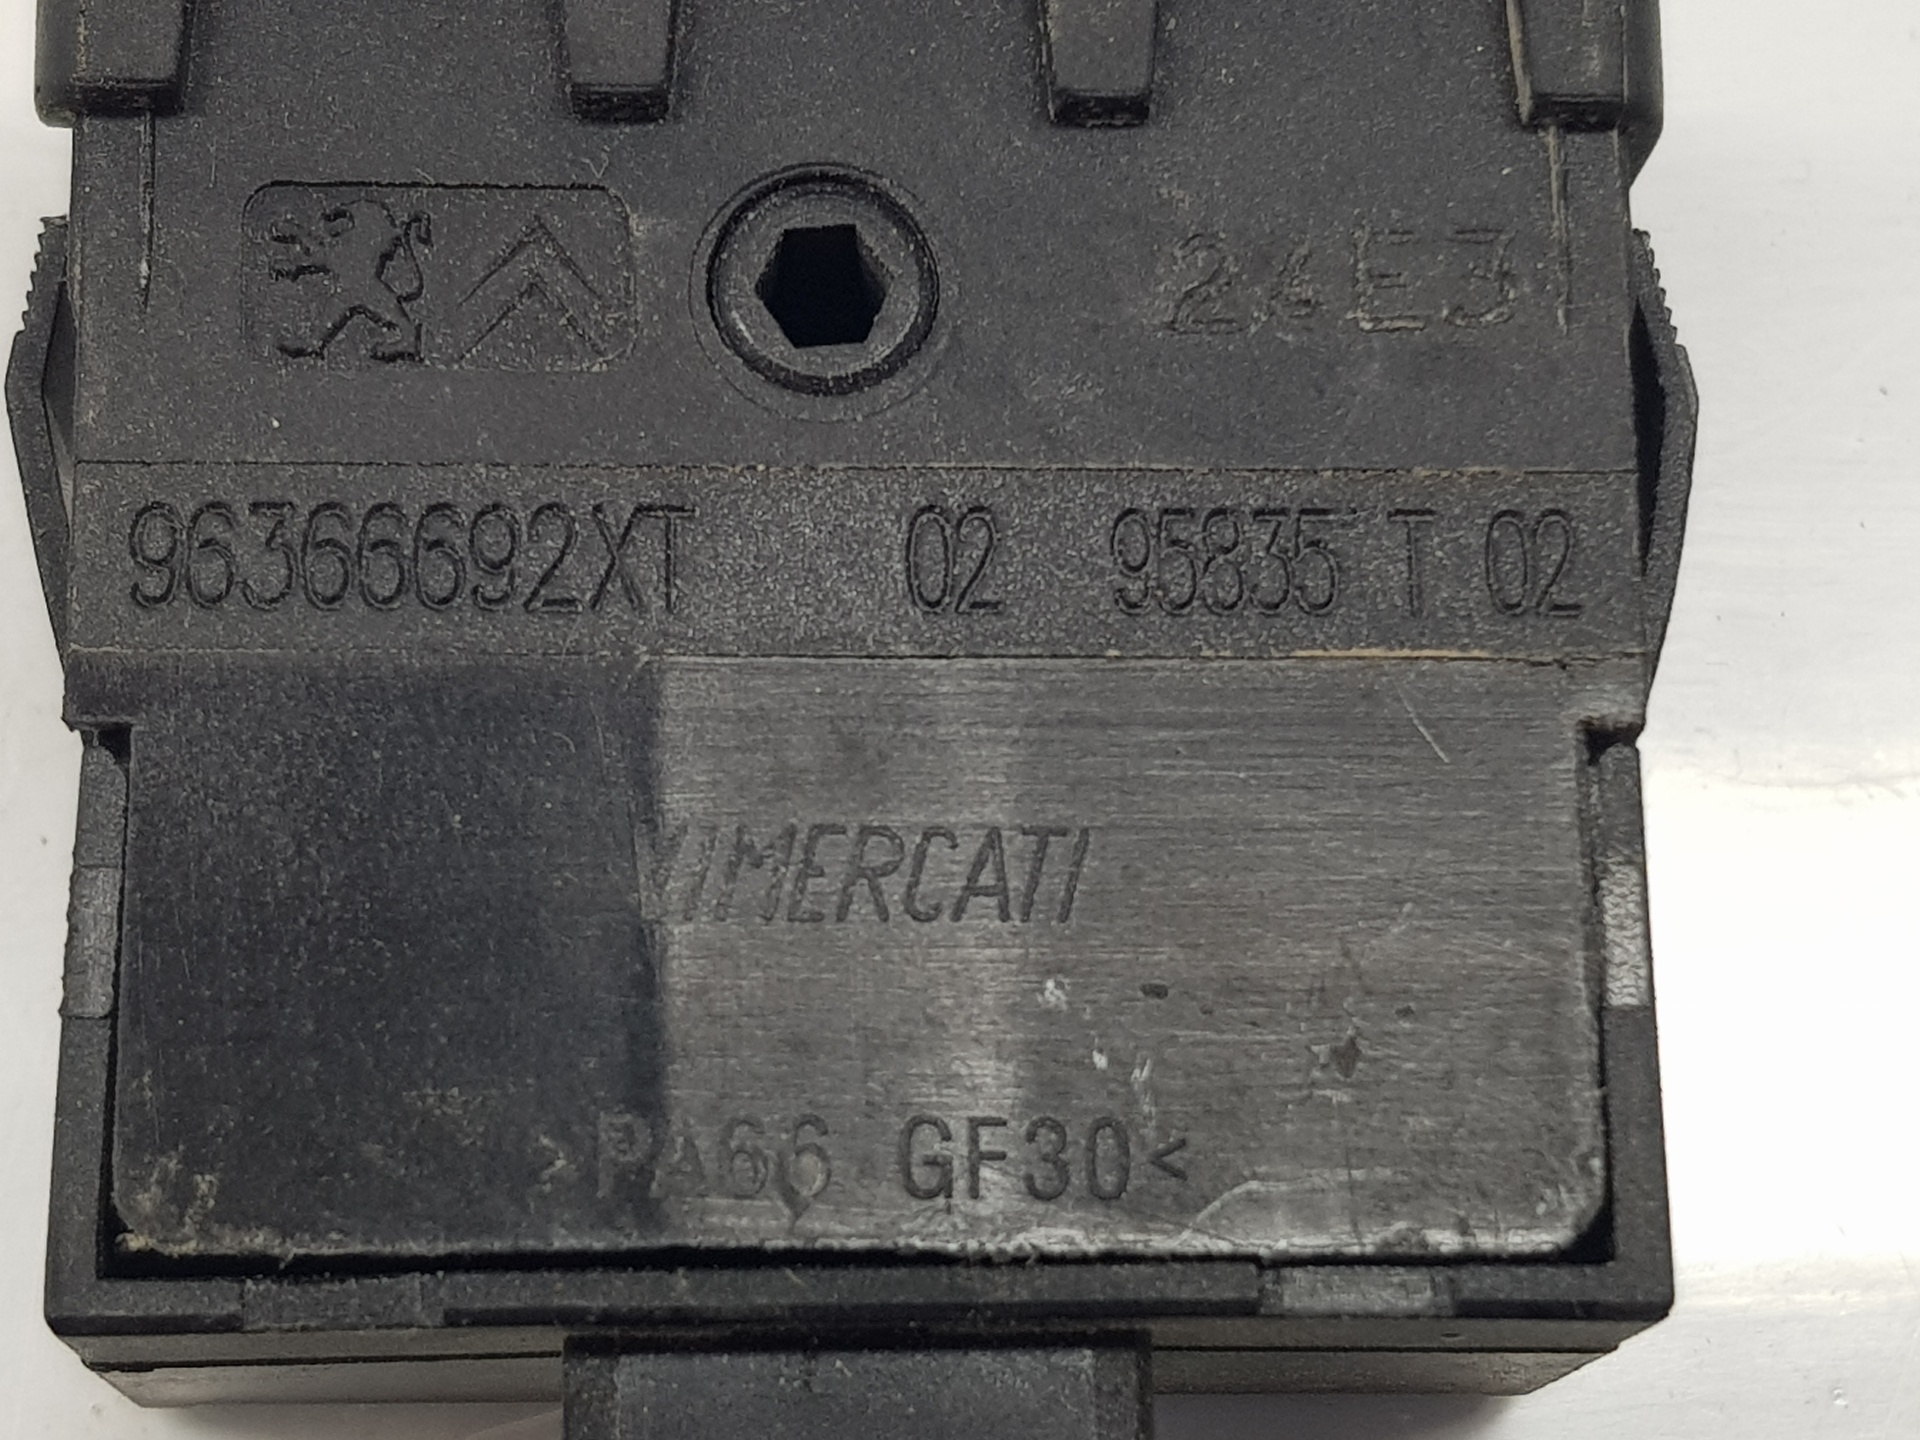 24E3
96366692XT 02 95835 T 02
VIMERCATI
>PA66 GF30<